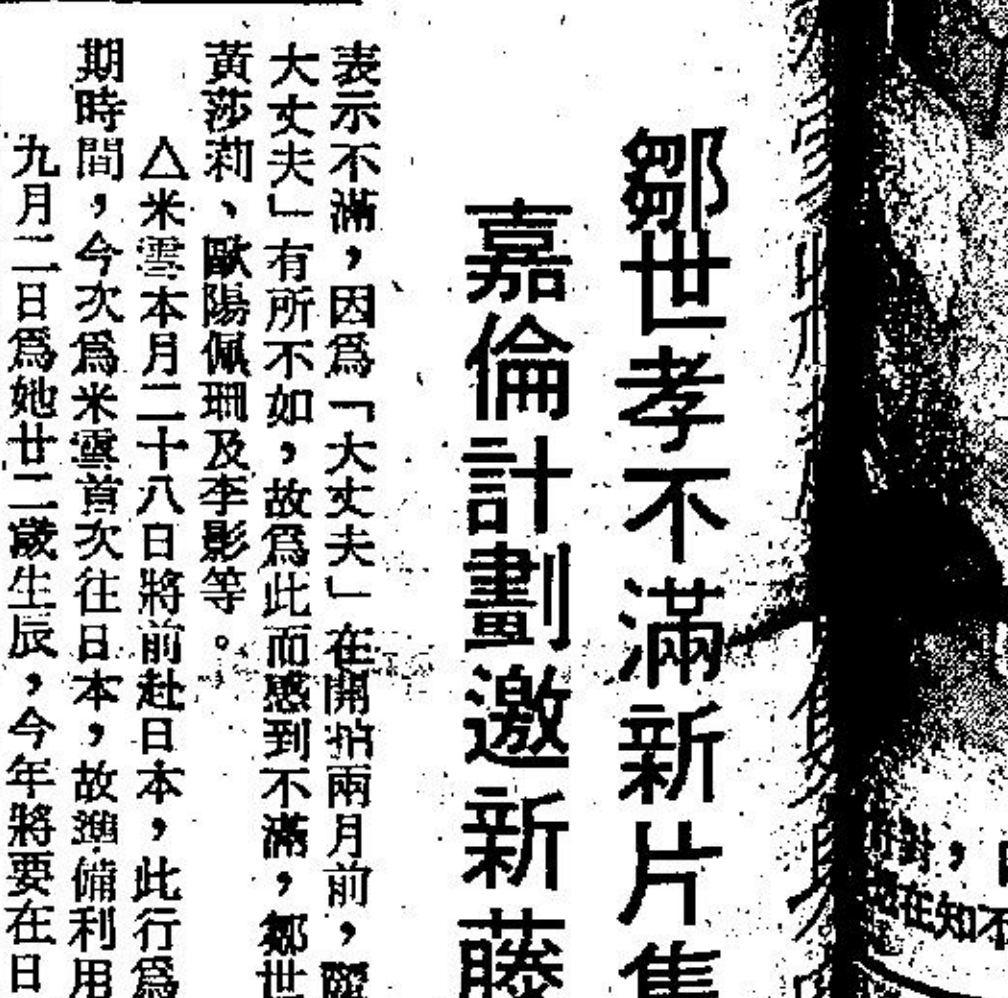 鄒世孝不滿新片集
嘉倫計劃邀新藤
表示不滿，因爲「大丈夫」在開拍兩月前，
大丈夫」有所不如，故爲此而感到不滿，鄒世
黃莎莉、歐陽佩珊及李影等。
△米雪本月二十八日將前赴日本，此行爲
期時間，今次爲米雪首次往日本，故準備利用
九月二日爲她廿二歲生辰，今年將要在日